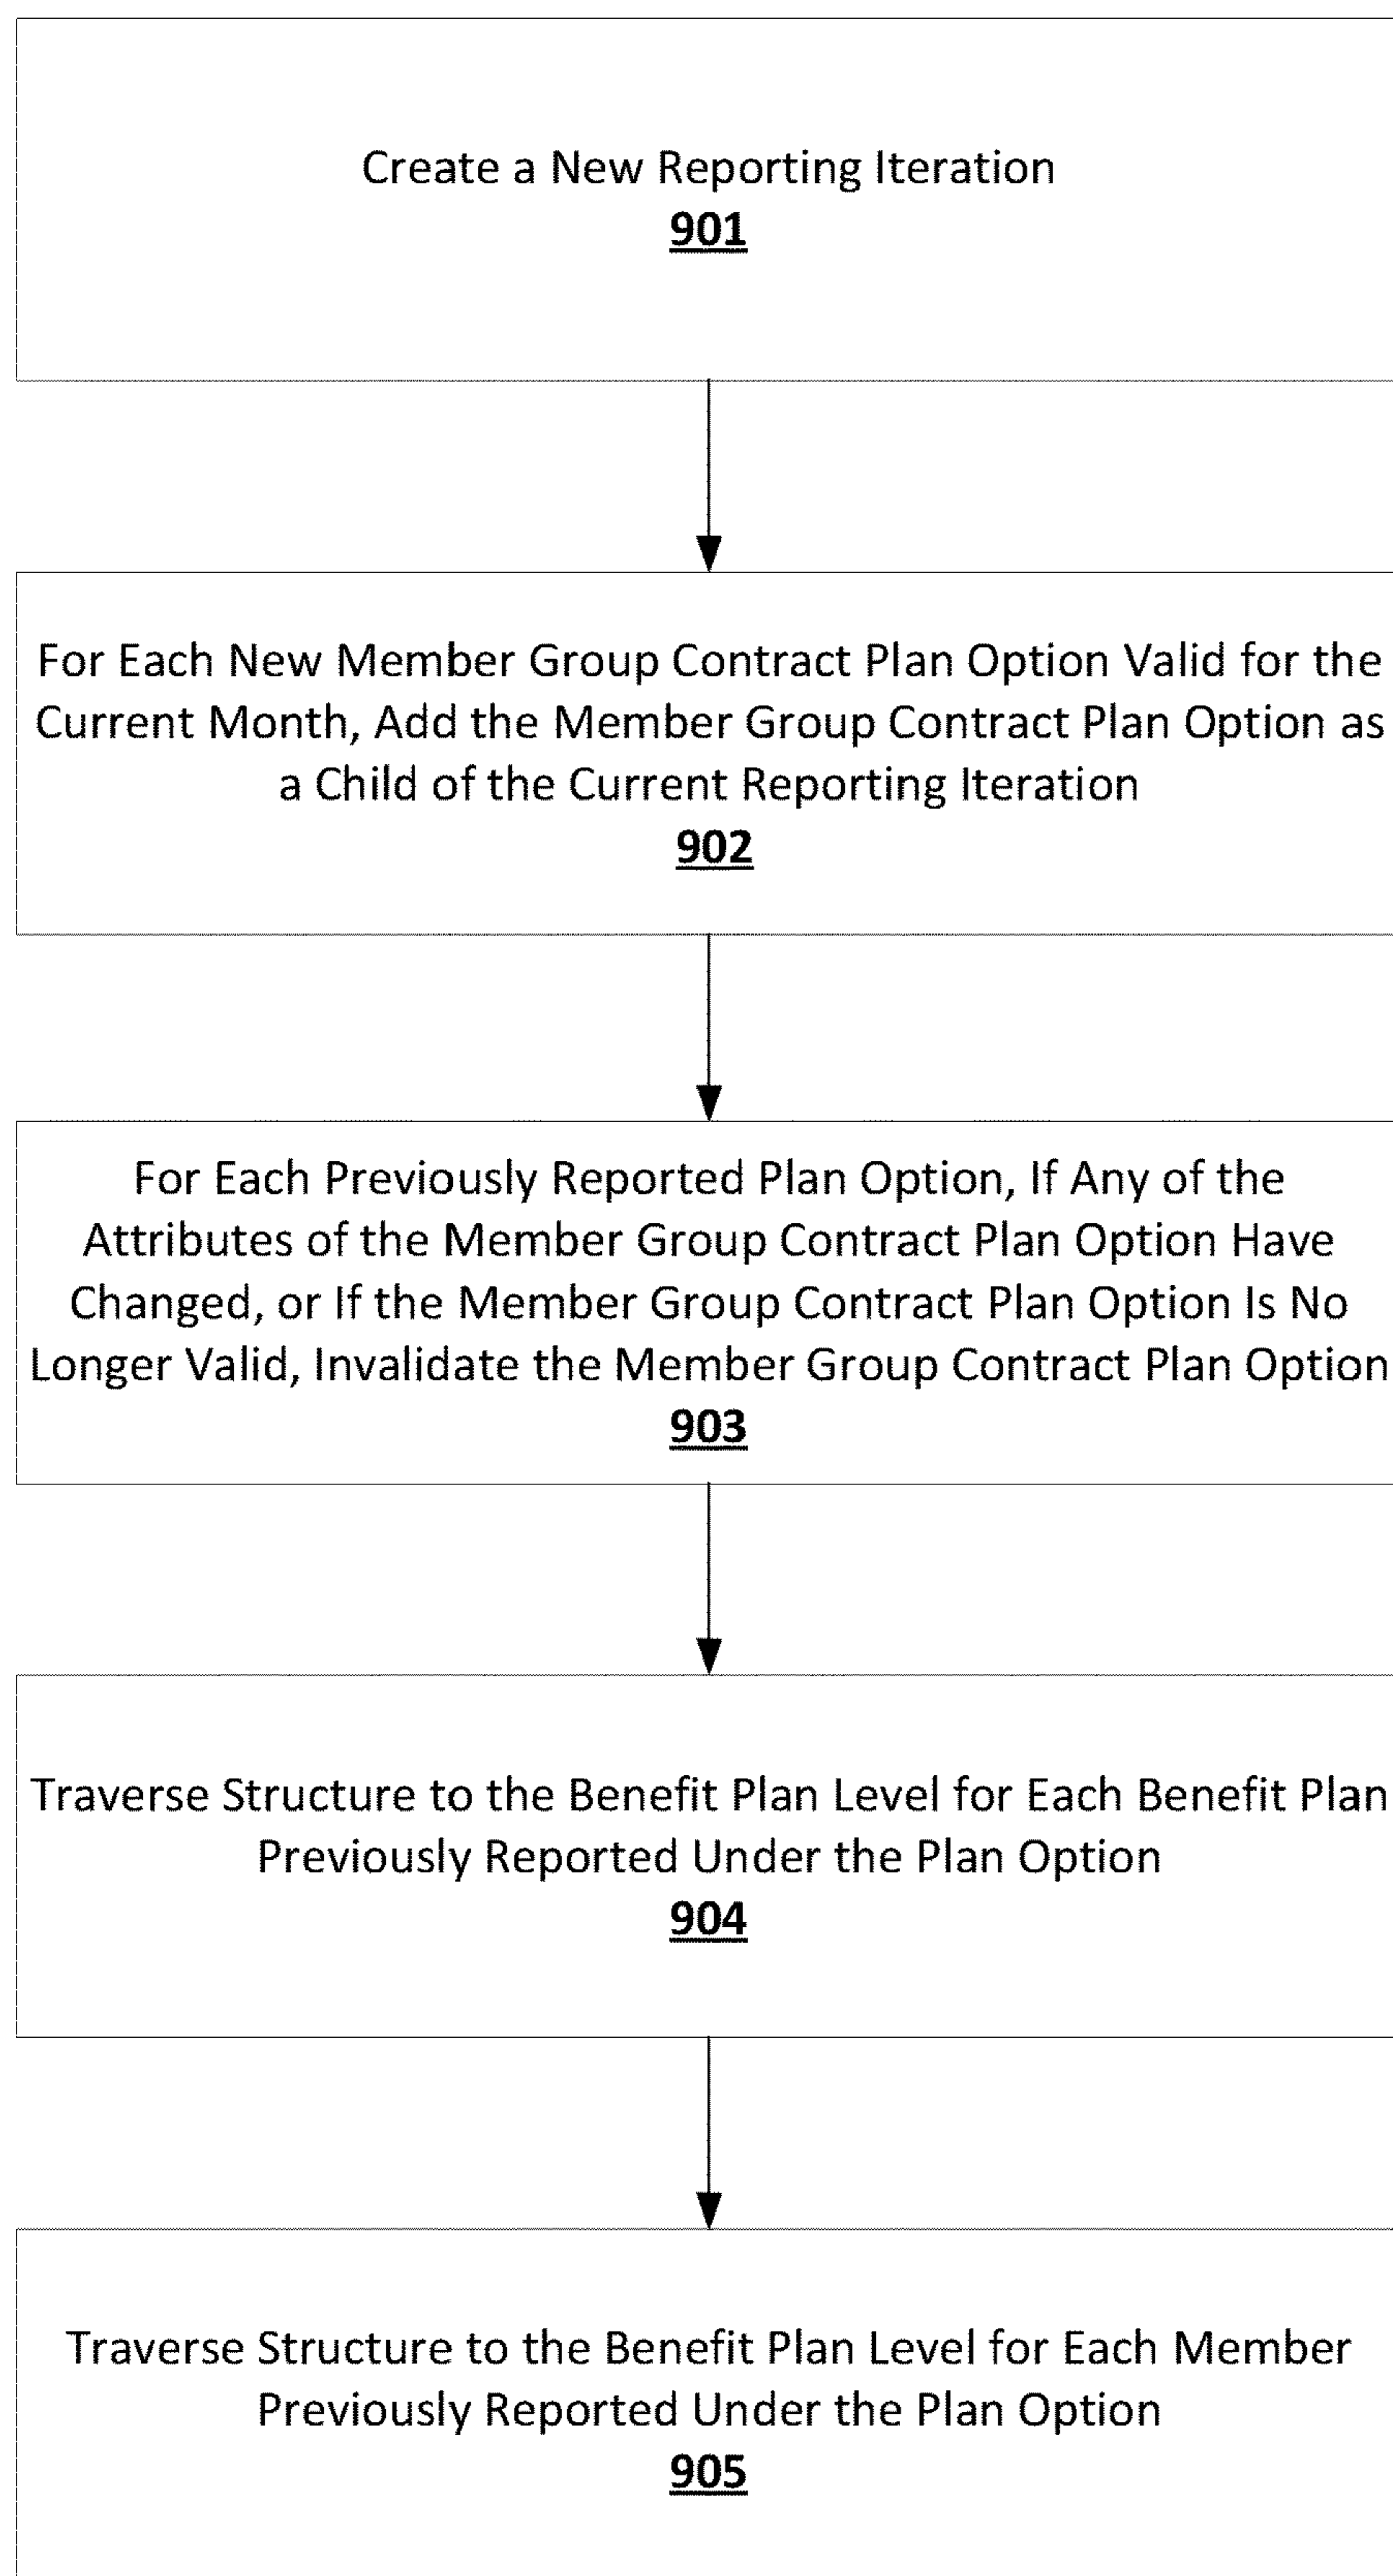 Create a New Reporting Iteration
901
For Each New Member Group Contract Plan Option Valid for the
Current Month, Add the Member Group Contract Plan Option as
a Child of the Current Reporting Iteration
902
For Each Previously Reported Plan Option, If Any of the
Attributes of the Member Group Contract Plan Option Have
Changed, or If the Member Group Contract Plan Option Is No
Longer Valid, Invalidate the Member Group Contract Plan Option
903
Traverse Structure to the Benefit Plan Level for Each Benefit Plan
Previously Reported Under the Plan Option
904
Traverse Structure to the Benefit Plan Level for Each Member
Previously Reported Under the Plan Option
905